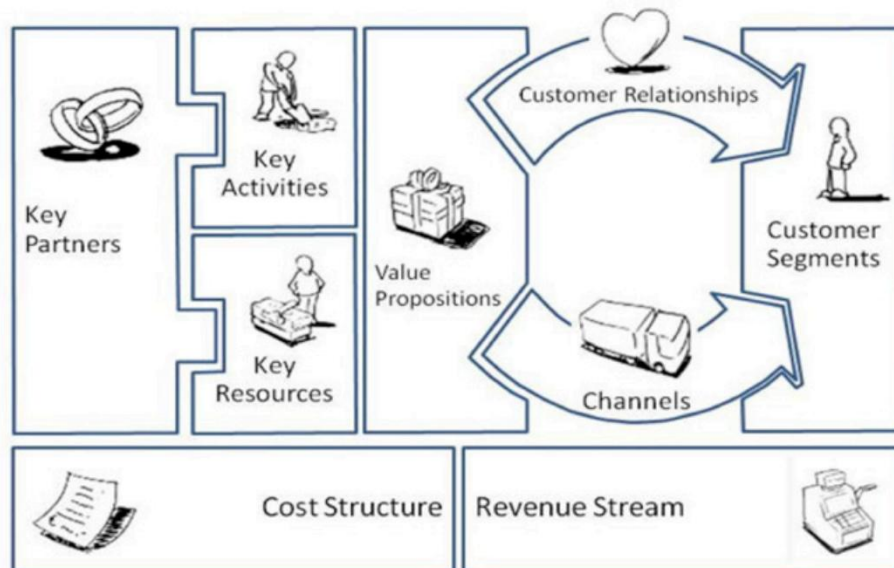 Key
Partners
Key
Activities
Key
Resources
Value
Propositions
Customer Relationships
Channels
Customer
Segments
Cost Structure
Revenue Stream